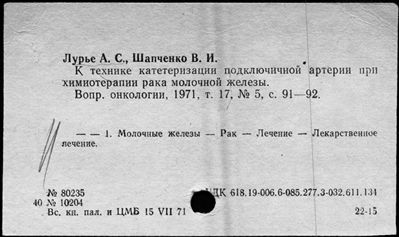 Лурье А. С., Шапченко В. И.
К технике катетеризации подключичной артерии при
химиотерапии рака молочной железы.
Вопр. онкологии, 1971, т. 17, № 5, с. 91—92.
— — 1. Молочные железы — Рак — Лечение — Лекарственное
лечение.
№ 80235
УДК 618.19-006.6-085.277.3-032.611.134
40 № 10204
Вс. кн. пал. и ЦМБ 15 VII 71
22-15